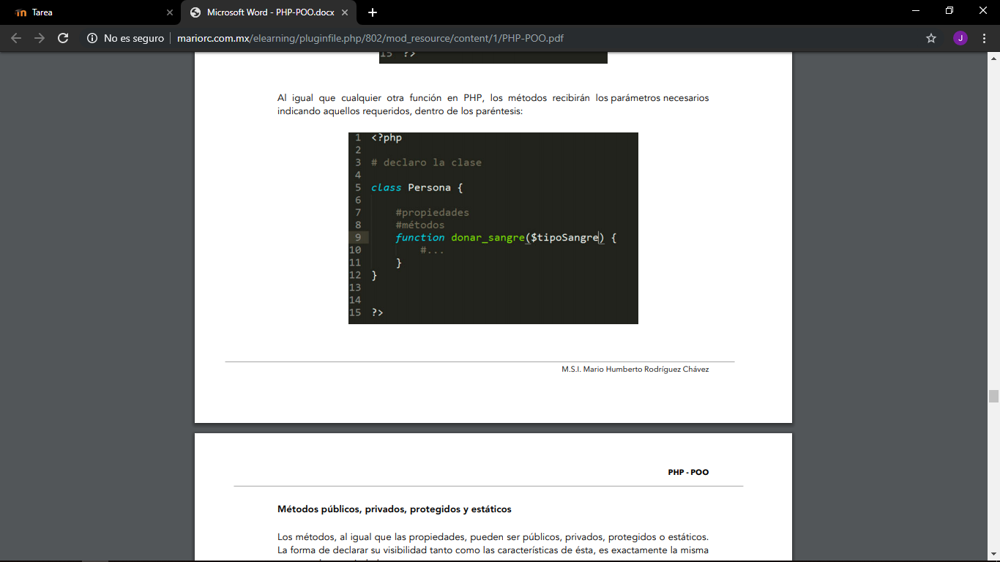 Tarea
Microsoft Word - PHP-POO.docx
No es seguro
mariorc.com.mx/elearning/pluginfile.php/802/mod_resource/content/1/PHP-POO.pdf
J
15 ?>
Al igual que cualquier otra función en PHP, los métodos recibirán los parámetros necesarios
indicando aquellos requeridos, dentro de los paréntesis:
1 <?php
2
3 # declaro la clase
4
5 class Persona {
6
7 #propiedades
8 #métodos
9 function donar_sangre($tipoSangre) {
10 #...
11 }
12 }
13
14
15 ?>
M.S.I. Mario Humberto Rodríguez Chávez
PHP - POO
Métodos públicos, privados, protegidos y estáticos
Los métodos, al igual que las propiedades, pueden ser públicos, privados, protegidos o estáticos.
La forma de declarar su visibilidad tanto como las características de ésta, es exactamente la misma